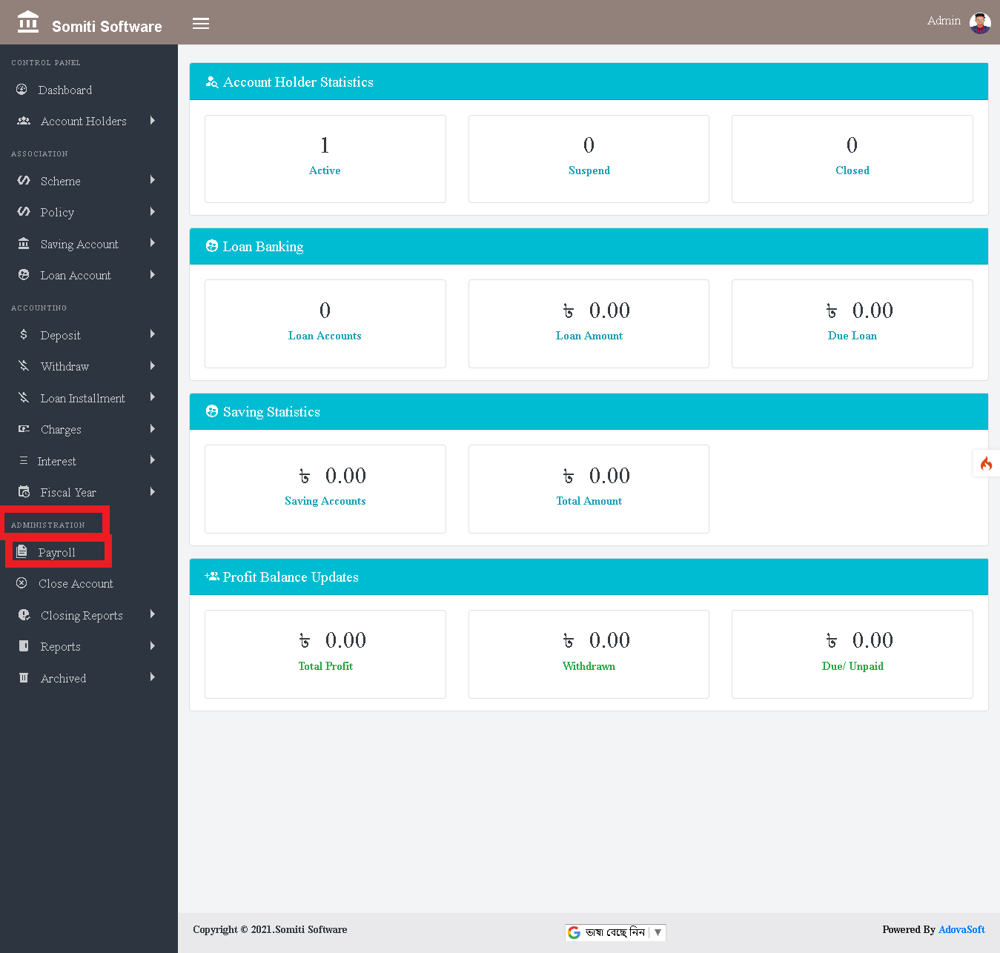 Somiti Software
Admin
CONTROL PANEL
Dashboard
Account Holders
ASSOCIATION
Scheme
Policy
Saving Account
Loan Account
ACCOUNTING
Deposit
Withdraw
Loan Installment
Charges
Interest
Fiscal Year
ADMINISTRATION
Payroll
Close Account
Closing Reports
Reports
Archived
Account Holder Statistics
1
Active
0
Suspend
0
Closed
Loan Banking
0
Loan Accounts
৳ 0.00
Loan Amount
৳ 0.00
Due Loan
Saving Statistics
৳ 0.00
Saving Accounts
৳ 0.00
Total Amount
Profit Balance Updates
৳ 0.00
Total Profit
৳ 0.00
Withdrawn
৳ 0.00
Due/ Unpaid
Copyright © 2021.Somiti Software
ভাষা বেছে নিন ▼
Powered By AdovaSoft